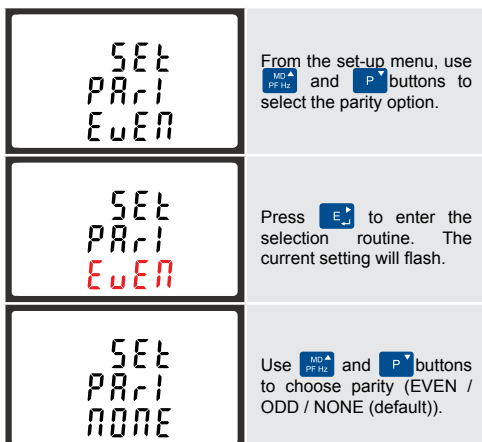 SEt
PArI
EvEN
From the set-up menu, use
MD PF Hz and P buttons to
select the parity option.
SEt
PArI
EvEN
Press E to enter the
selection routine. The
current setting will flash.
SEt
PArI
NONE
Use MD PF Hz and P buttons
to choose parity (EVEN /
ODD / NONE (default)).